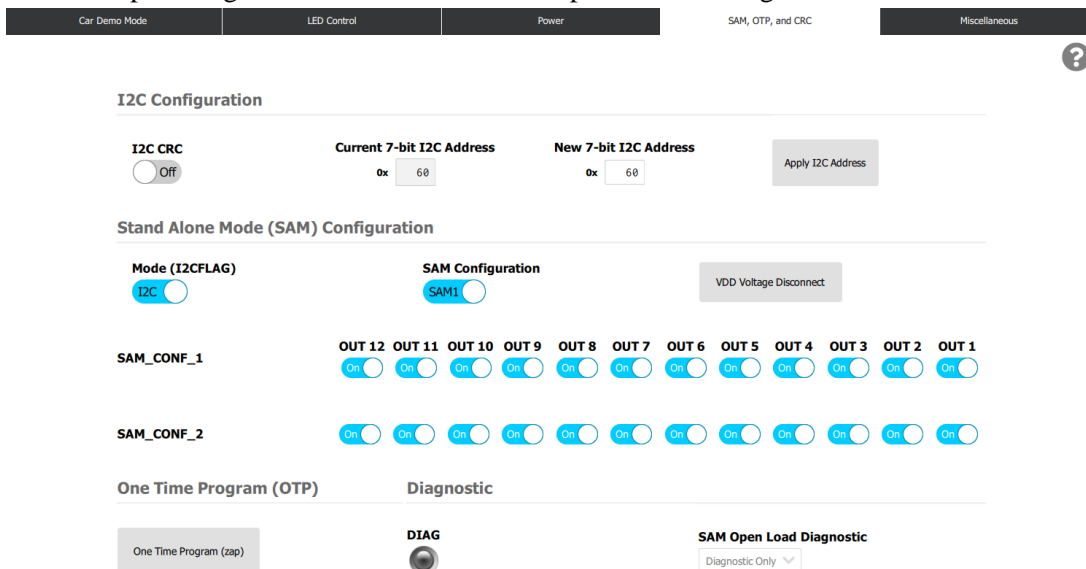 Car Demo Mode LED Control Power SAM, OTP, and CRC Miscellaneous
?
I2C Configuration
I2C CRC Current 7-bit I2C Address New 7-bit I2C Address
Off 0x 60 0x 60 Apply I2C Address
Stand Alone Mode (SAM) Configuration
Mode (I2CFLAG) SAM Configuration
I2C SAM1 VDD Voltage Disconnect
OUT 12 OUT 11 OUT 10 OUT 9 OUT 8 OUT 7 OUT 6 OUT 5 OUT 4 OUT 3 OUT 2 OUT 1
SAM_CONF_1 On On On On On On On On On On On On
SAM_CONF_2 On On On On On On On On On On On On
One Time Program (OTP) Diagnostic
DIAG SAM Open Load Diagnostic
One Time Program (zap) Diagnostic Only